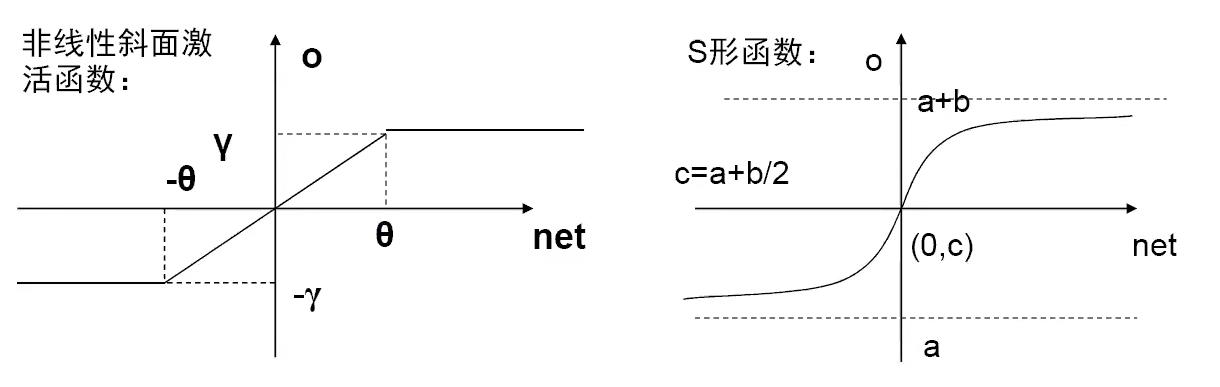 非线性斜面激
活函数：
o
γ
-θ
θ
net
-γ
S形函数：
o
a+b
c=a+b/2
(0,c)
net
a